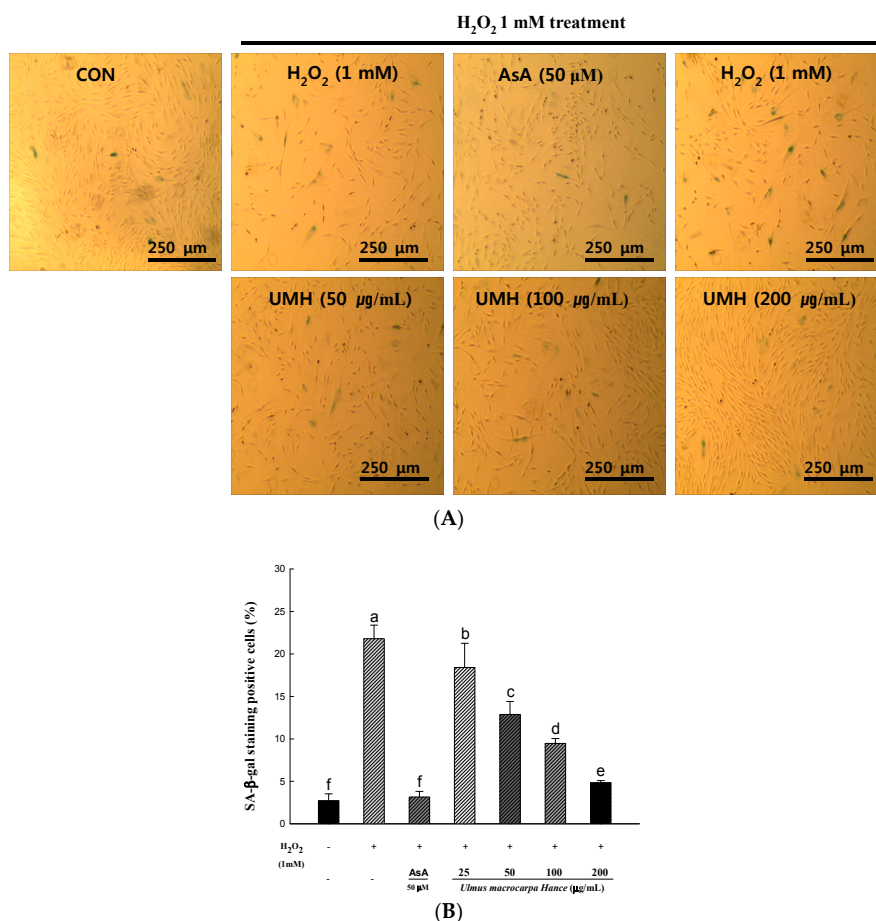 H₂O₂ 1 mM treatment
CON
H₂O₂ (1 mM)
AsA (50 μM)
H₂O₂ (1 mM)
250 μm
250 μm
250 μm
250 μm
UMH (50 μg/mL)
UMH (100 μg/mL)
UMH (200 μg/mL)
250 μm
250 μm
250 μm
(A)
SA-β-gal staining positive cells (%)
30
25
20
15
10
5
0
f
a
f
b
c
d
e
H₂O₂ (1mM)
- + + + + + +
- - AsA 50 μM 25 50 100 200
Ulmus macrocarpa Hance (μg/mL)
(B)